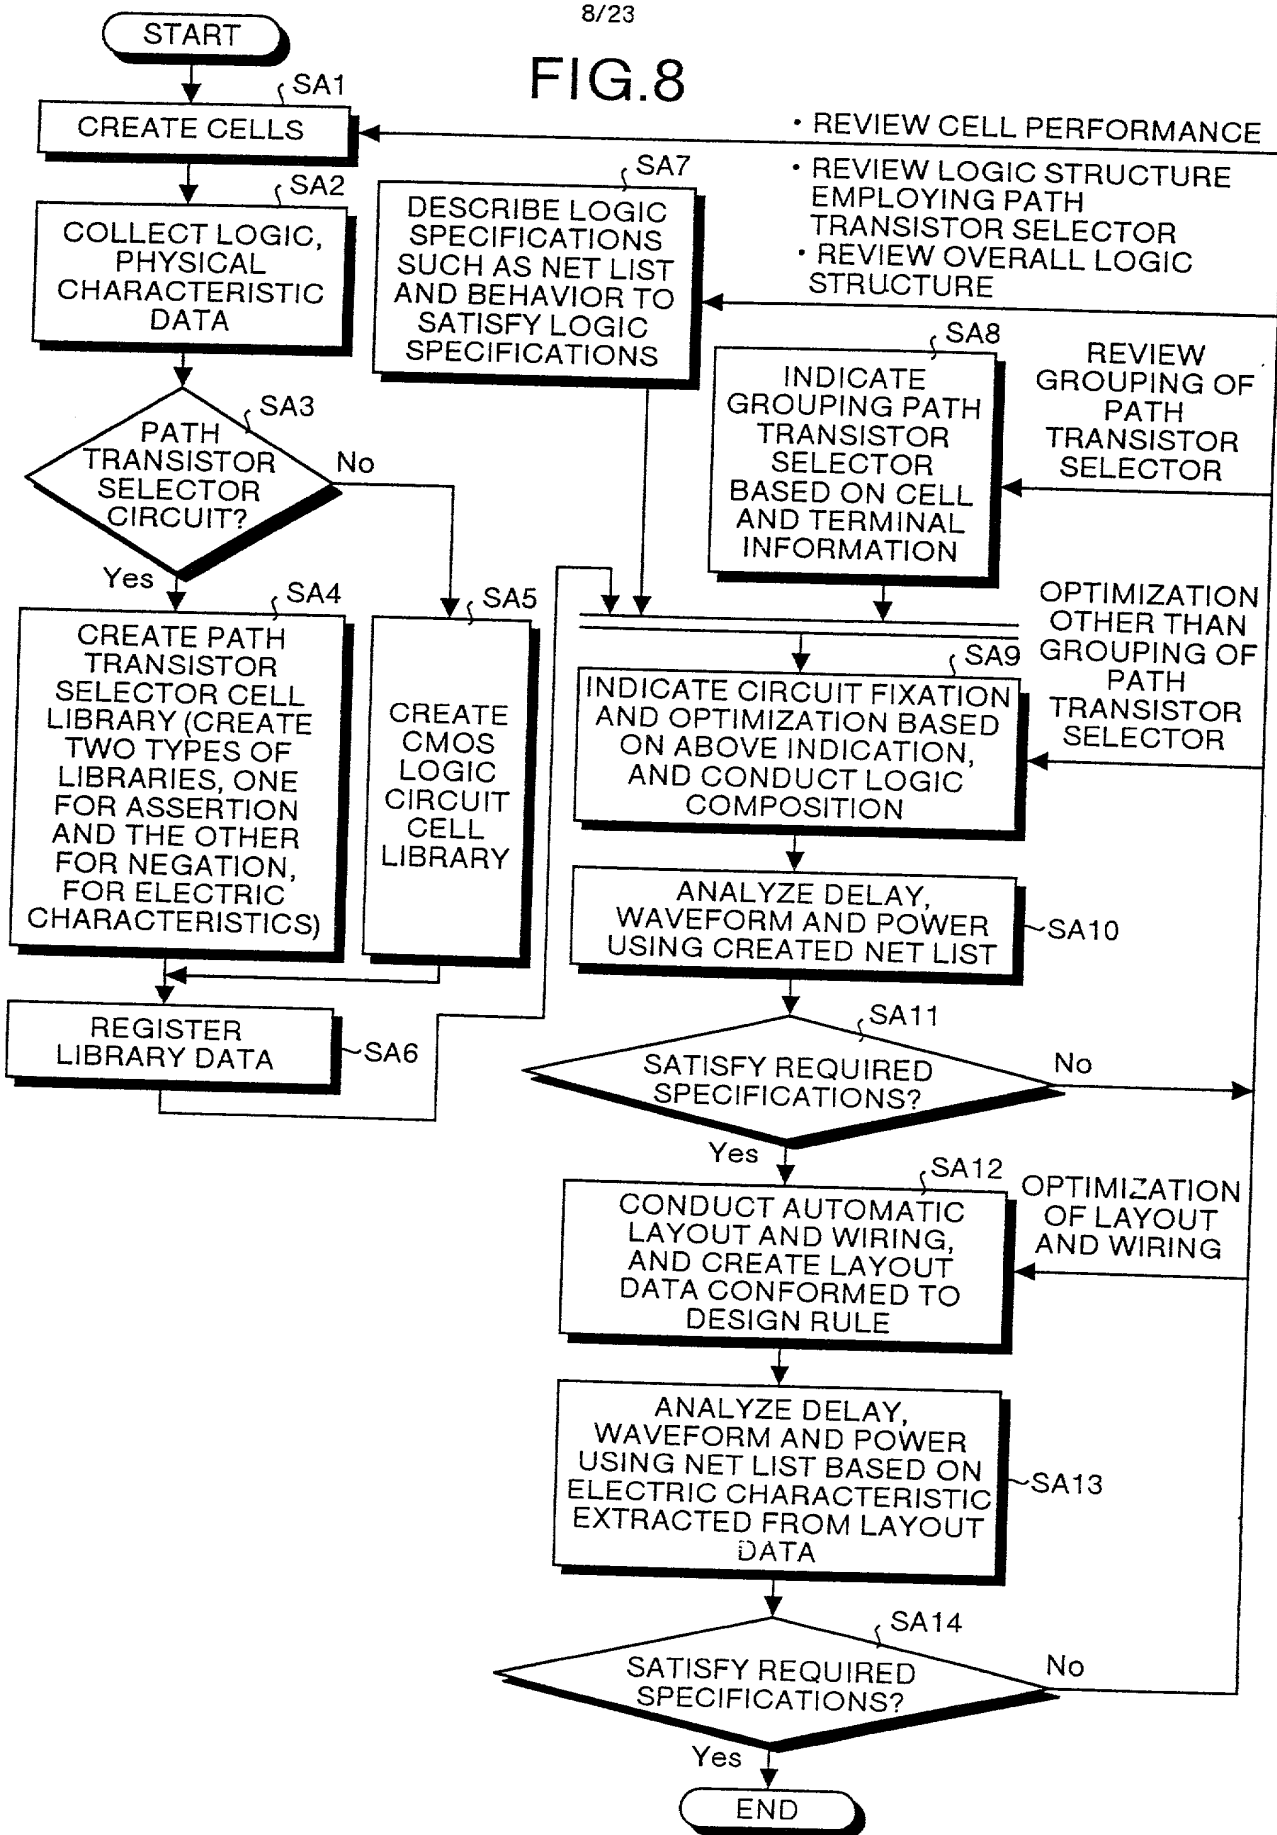 8/23
FIG.8
START
SA1
CREATE CELLS
SA2
COLLECT LOGIC,
PHYSICAL
CHARACTERISTIC
DATA
SA3
PATH
TRANSISTOR
SELECTOR
CIRCUIT?
No
Yes
SA4
CREATE PATH
TRANSISTOR
SELECTOR CELL
LIBRARY (CREATE
TWO TYPES OF
LIBRARIES, ONE
FOR ASSERTION
AND THE OTHER
FOR NEGATION,
FOR ELECTRIC
CHARACTERISTICS)
SA5
CREATE
CMOS
LOGIC
CIRCUIT
CELL
LIBRARY
REGISTER
LIBRARY DATA
SA6
SA7
DESCRIBE LOGIC
SPECIFICATIONS
SUCH AS NET LIST
AND BEHAVIOR TO
SATISFY LOGIC
SPECIFICATIONS
・REVIEW CELL PERFORMANCE
・REVIEW LOGIC STRUCTURE
EMPLOYING PATH
TRANSISTOR SELECTOR
・REVIEW OVERALL LOGIC
STRUCTURE
SA8
INDICATE
GROUPING PATH
TRANSISTOR
SELECTOR
BASED ON CELL
AND TERMINAL
INFORMATION
REVIEW
GROUPING OF
PATH
TRANSISTOR
SELECTOR
SA9
INDICATE CIRCUIT FIXATION
AND OPTIMIZATION BASED
ON ABOVE INDICATION,
AND CONDUCT LOGIC
COMPOSITION
OPTIMIZATION
OTHER THAN
GROUPING OF
PATH
TRANSISTOR
SELECTOR
ANALYZE DELAY,
WAVEFORM AND POWER
USING CREATED NET LIST
SA10
SA11
SATISFY REQUIRED
SPECIFICATIONS?
No
Yes
SA12
CONDUCT AUTOMATIC
LAYOUT AND WIRING,
AND CREATE LAYOUT
DATA CONFORMED TO
DESIGN RULE
OPTIMIZATION
OF LAYOUT
AND WIRING
ANALYZE DELAY,
WAVEFORM AND POWER
USING NET LIST BASED ON
ELECTRIC CHARACTERISTIC
EXTRACTED FROM LAYOUT
DATA
SA13
SA14
SATISFY REQUIRED
SPECIFICATIONS?
No
Yes
END